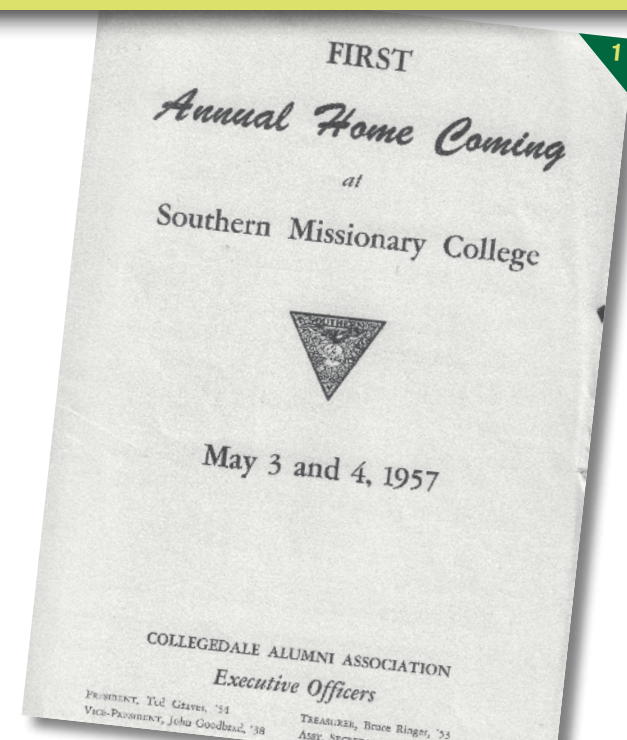 1
FIRST
Annual Home Coming
at
Southern Missionary College
SOUTHERN
May 3 and 4, 1957
COLLEGEDALE ALUMNI ASSOCIATION
Executive Officers
PRESIDENT, Ted Graves,
VICE-PRESIDENT, John Goodbrad, '38
TREASURER, Bruce Ringer, '53
ASST.